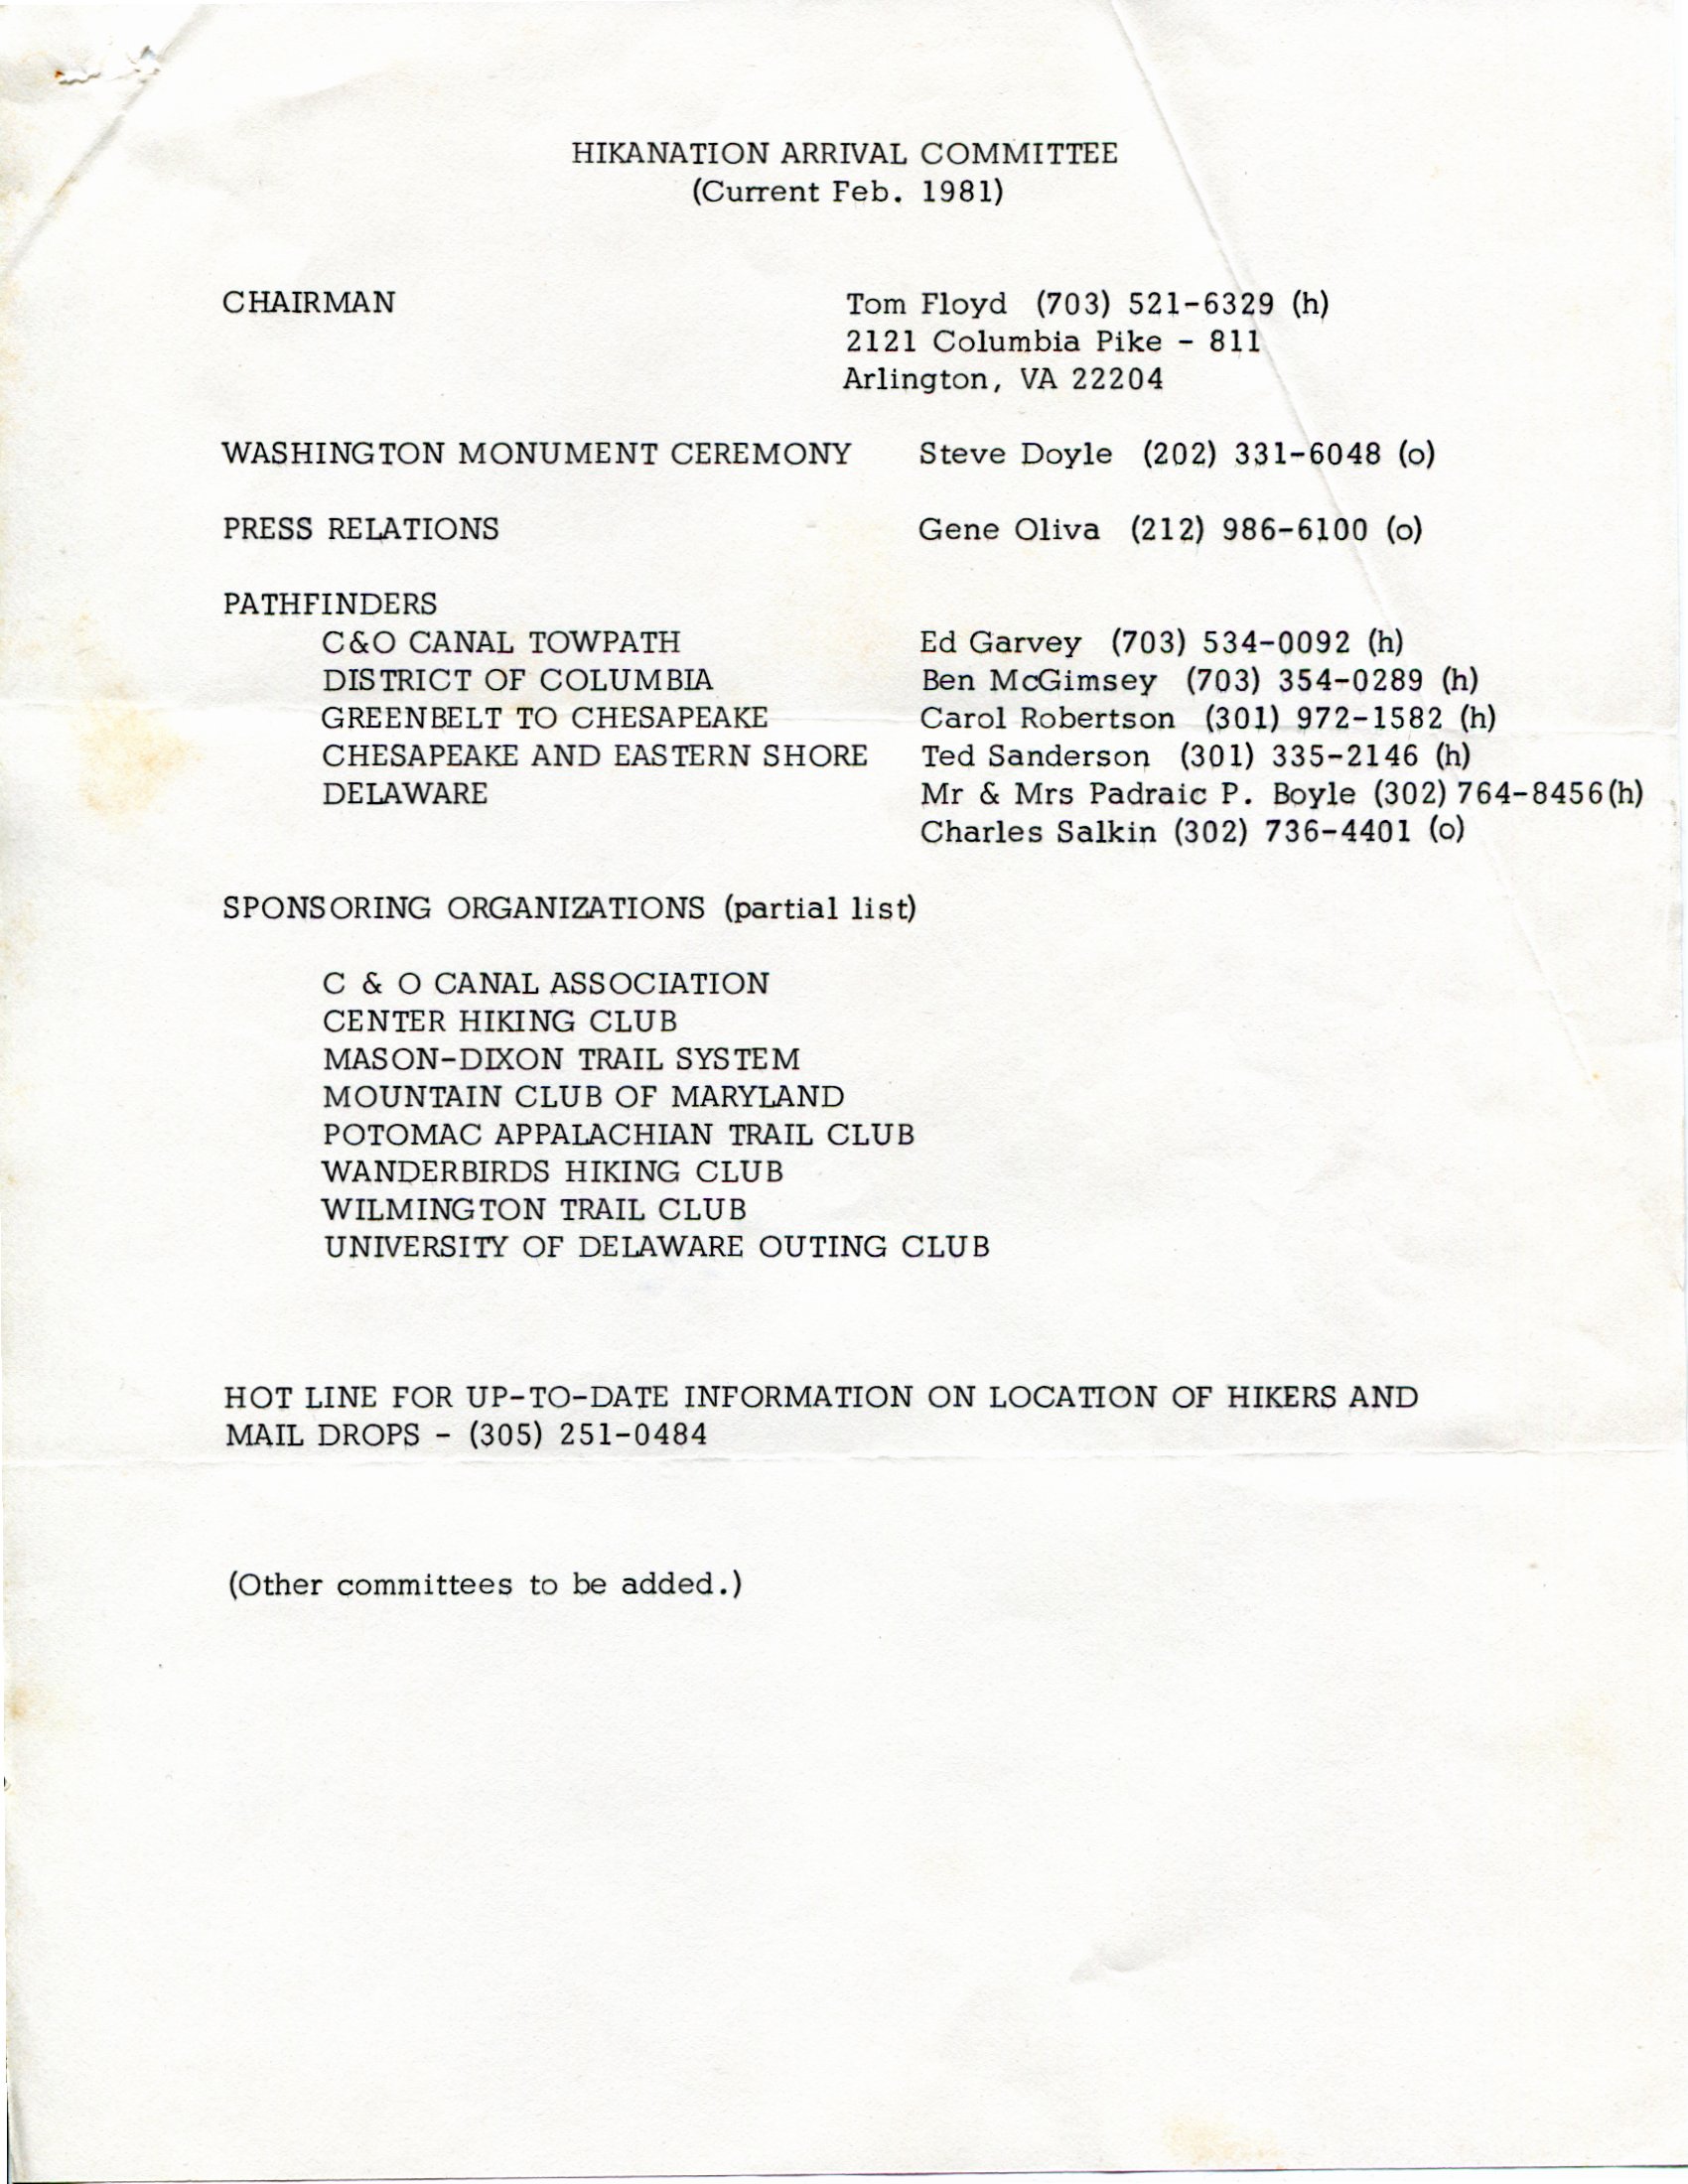 HIKANATION ARRIVAL COMMITTEE
(Current Feb. 1981)
CHAIRMAN Tom Floyd (703) 521-6329 (h)
2121 Columbia Pike - 811
Arlington, VA 22204
WASHINGTON MONUMENT CEREMONY Steve Doyle (202) 331-6048 (o)
PRESS RELATIONS Gene Oliva (212) 986-6100 (o)
PATHFINDERS
C&O CANAL TOWPATH Ed Garvey (703) 534-0092 (h)
DISTRICT OF COLUMBIA Ben McGimsey (703) 354-0289 (h)
GREENBELT TO CHESAPEAKE Carol Robertson (301) 972-1582 (h)
CHESAPEAKE AND EASTERN SHORE Ted Sanderson (301) 335-2146 (h)
DELAWARE Mr & Mrs Padraic P. Boyle (302) 764-8456(h)
Charles Salkin (302) 736-4401 (o)
SPONSORING ORGANIZATIONS (partial list)
C & O CANAL ASSOCIATION
CENTER HIKING CLUB
MASON-DIXON TRAIL SYSTEM
MOUNTAIN CLUB OF MARYLAND
POTOMAC APPALACHIAN TRAIL CLUB
WANDERBIRDS HIKING CLUB
WILMINGTON TRAIL CLUB
UNIVERSITY OF DELAWARE OUTING CLUB
HOT LINE FOR UP-TO-DATE INFORMATION ON LOCATION OF HIKERS AND
MAIL DROPS - (305) 251-0484
(Other committees to be added.)